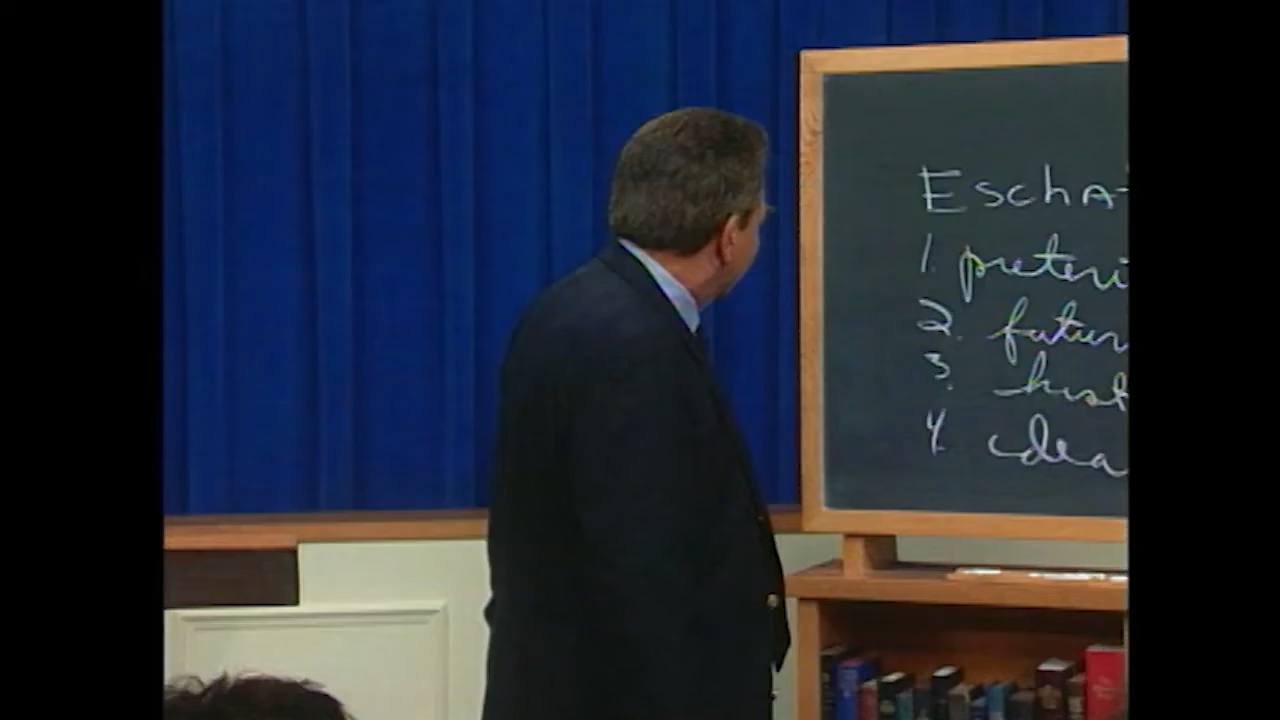 Escha
1. preteri
2. futur
3. hist
4. idea